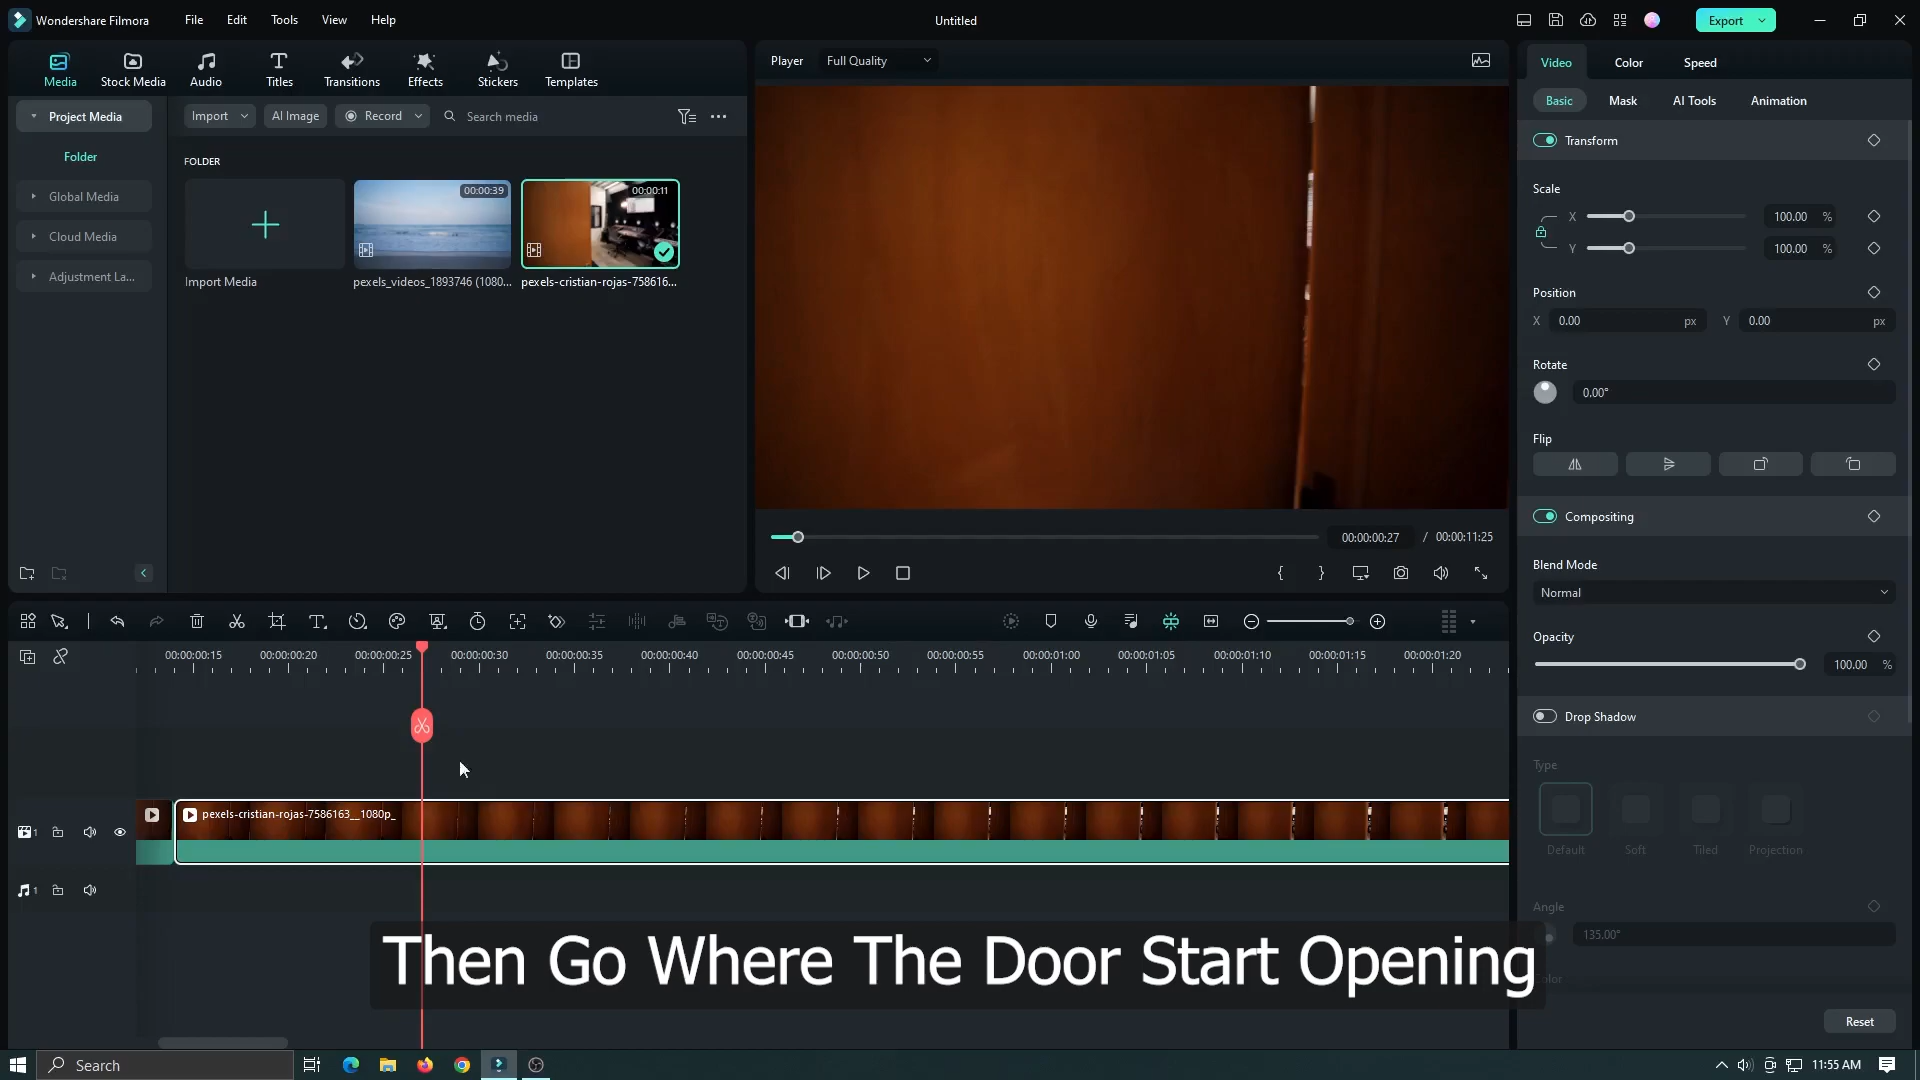 Wondershare Filmora
File
Edit
Tools
View
Help
Untitled
Export
Media
Stock Media
Audio
Titles
Transitions
Effects
Stickers
Templates
Player
Full Quality
Video
Color
Speed
Project Media
Import
AI Image
Record
Search media
Basic
Mask
AI Tools
Animation
Folder
FOLDER
Transform
Global Media
00:00:39
00:00:11
Scale
Cloud Media
X
100.00
%
Adjustment La...
Y
100.00
%
Import Media
pexels_videos_1893746 (1080...
pexels-cristian-rojas-758616...
Position
X
0.00
px
Y
0.00
px
Rotate
0.00°
Flip
Compositing
00:00:00:27
/
00:00:11:25
Blend Mode
Normal
Opacity
100.00
%
00:00:00:15
00:00:00:20
00:00:00:25
00:00:00:30
00:00:00:35
00:00:00:40
00:00:00:45
00:00:00:50
00:00:00:55
00:00:01:00
00:00:01:05
00:00:01:10
00:00:01:15
00:00:01:20
Drop Shadow
Type
Default
Soft
Tiled
Projection
pexels-cristian-rojas-7586163__1080p_
1
1
Angle
135.00°
Then Go Where The Door Start Opening
Reset
Search
11:55 AM